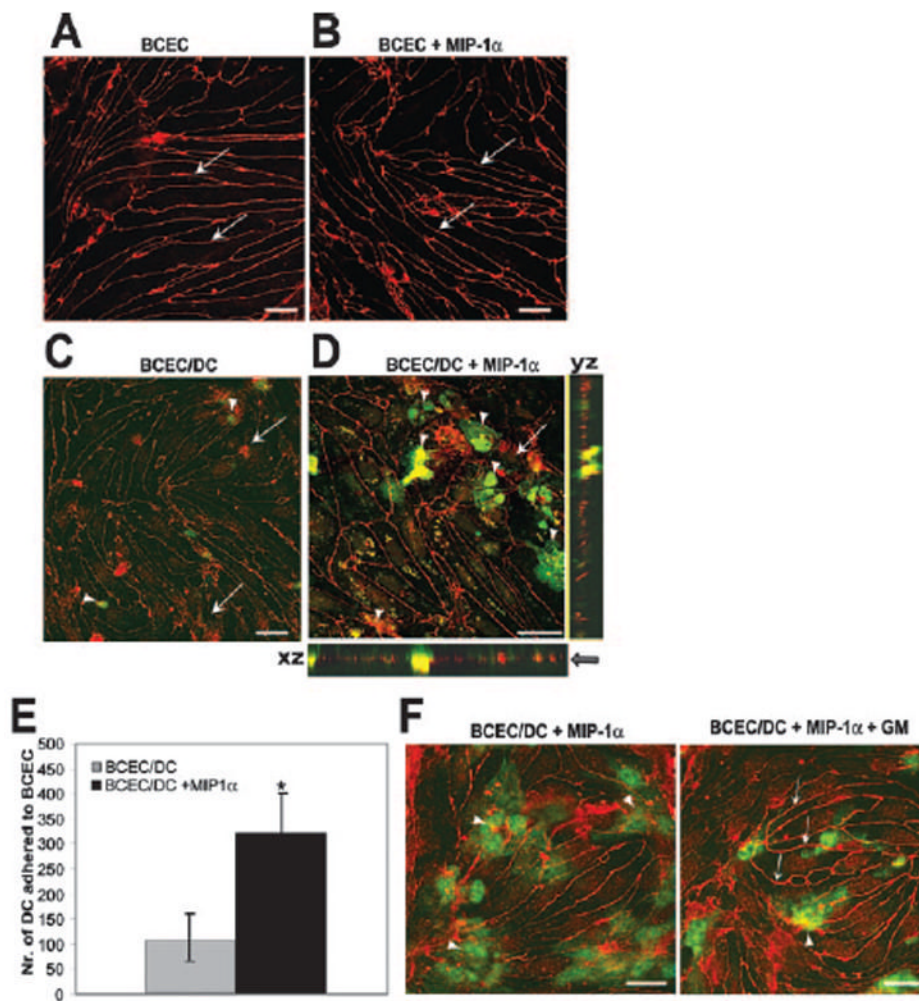 A
BCEC
B
BCEC + MIP-1α
C
BCEC/DC
D
BCEC/DC + MIP-1α
yz
xz
E
Nr. of DC adhered to BCEC
500
450
400
350
300
250
200
150
100
50
0
BCEC/DC
BCEC/DC +MIP1α
*
F
BCEC/DC + MIP-1α
BCEC/DC + MIP-1α + GM